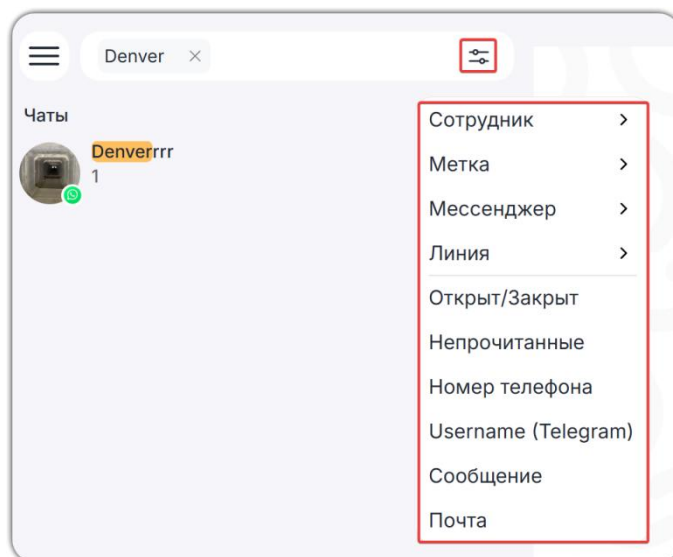 Denver ×
Чаты
Denverrrr
1
Сотрудник
Метка
Мессенджер
Линия
Открыт/Закрыт
Непрочитанные
Номер телефона
Username (Telegram)
Сообщение
Почта